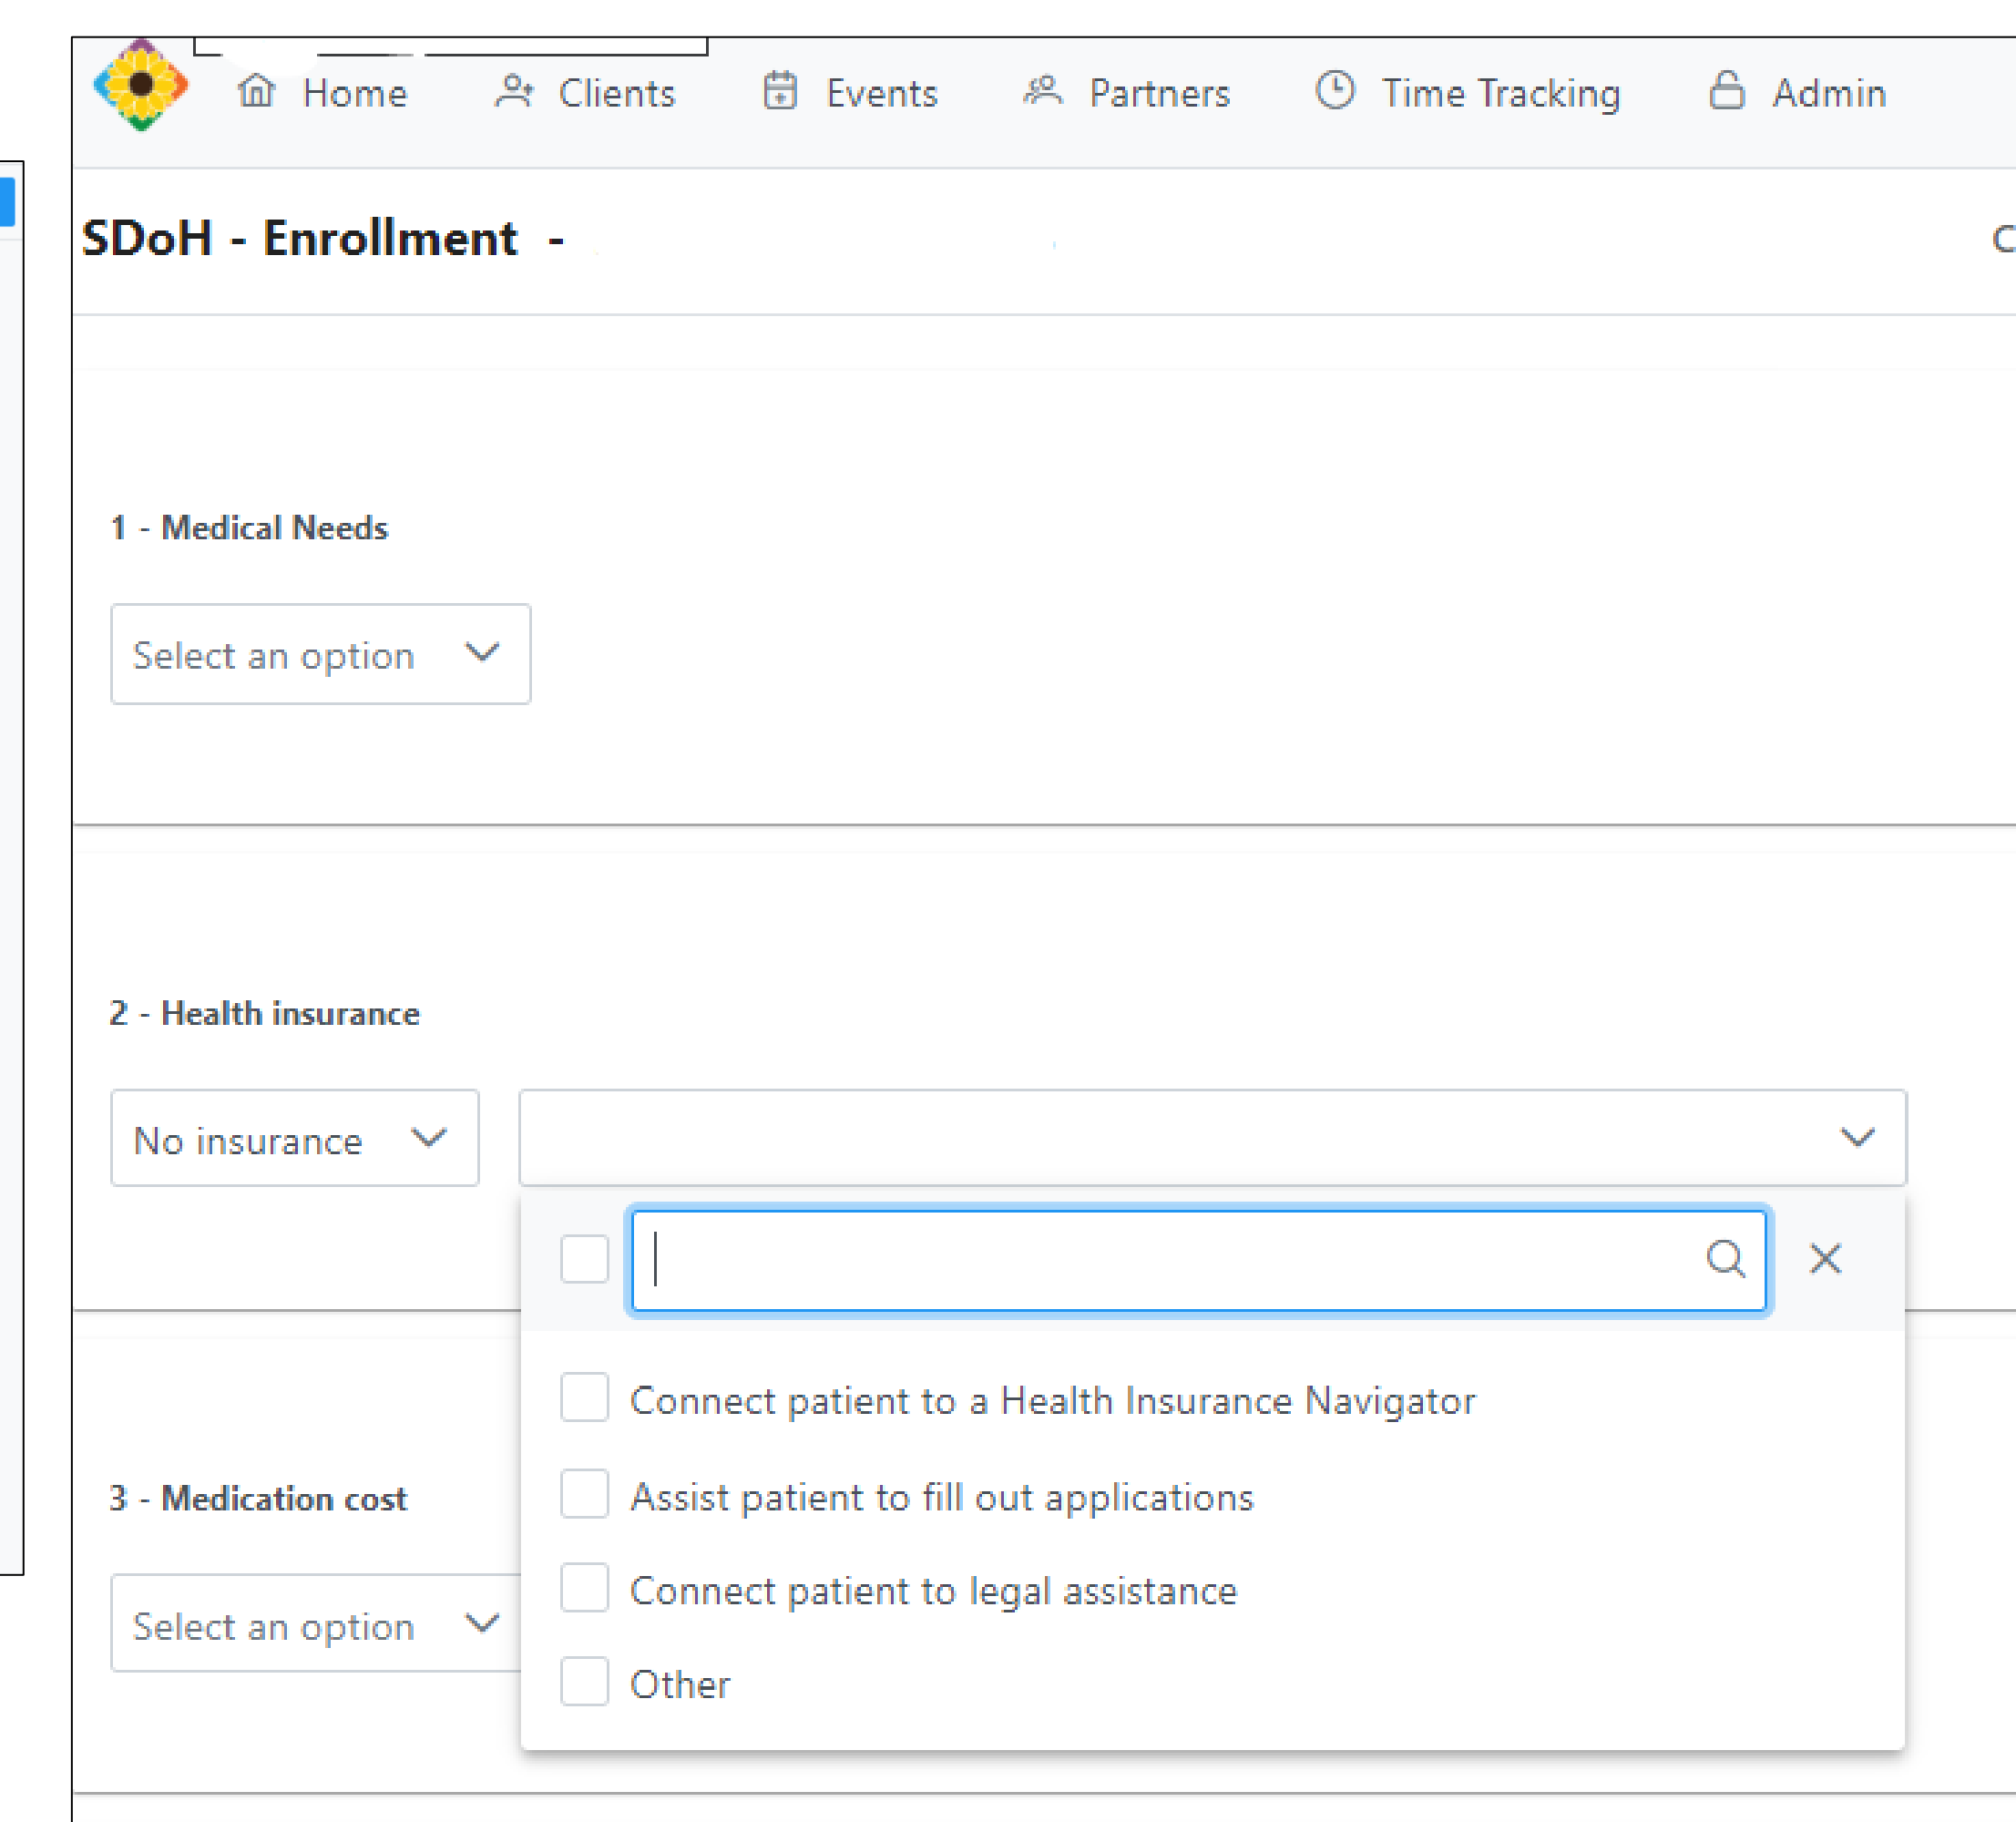 Home Clients Events Partners Time Tracking Admin
SDoH - Enrollment -
1 - Medical Needs
Select an option
2 - Health insurance
No insurance
Connect patient to a Health Insurance Navigator
Assist patient to fill out applications
3 - Medication cost
Connect patient to legal assistance
Select an option
Other